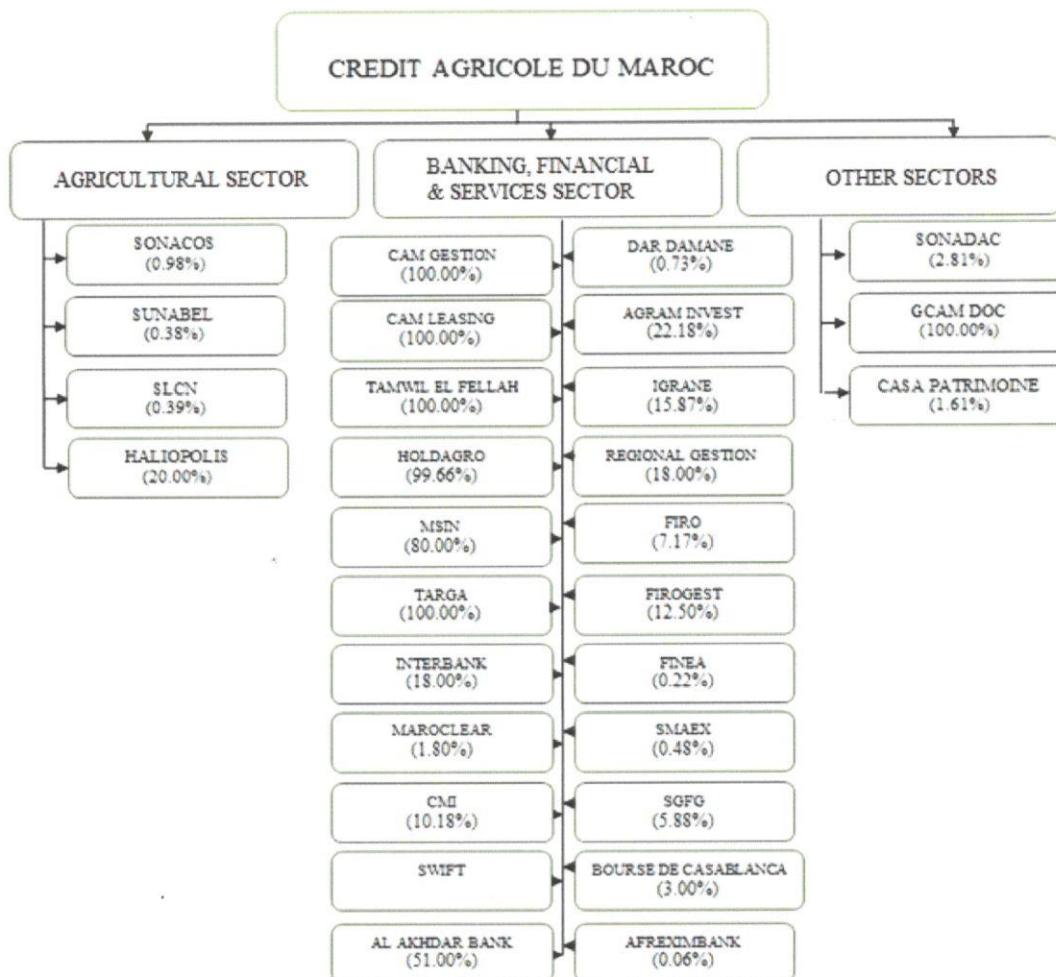 CREDIT AGRICOLE DU MAROC
AGRICULTURAL SECTOR
SONACOS
(0.98%)
SUNABEL
(0.38%)
SLCN
(0.39%)
HALIOPOLIS
(20.00%)
BANKING, FINANCIAL
& SERVICES SECTOR
CAM GESTION
(100.00%)
CAM LEASING
(100.00%)
TAMWIL EL FELLAH
(100.00%)
HOLDAGRO
(99.66%)
MSIN
(80.00%)
TARGA
(100.00%)
INTERBANK
(18.00%)
MAROCLEAR
(1.80%)
CMI
(10.18%)
SWIFT
AL AKHDAR BANK
(51.00%)
DAR DAMANE
(0.73%)
AGRAM INVEST
(22.18%)
IGRANE
(15.87%)
REGIONAL GESTION
(18.00%)
FIRO
(7.17%)
FIROGEST
(12.50%)
FINEA
(0.22%)
SMAEX
(0.48%)
SGFG
(5.88%)
BOURSE DE CASABLANCA
(3.00%)
AFREXIMBANK
(0.06%)
OTHER SECTORS
SONADAC
(2.81%)
GCAM DOC
(100.00%)
CASA PATRIMOINE
(1.61%)